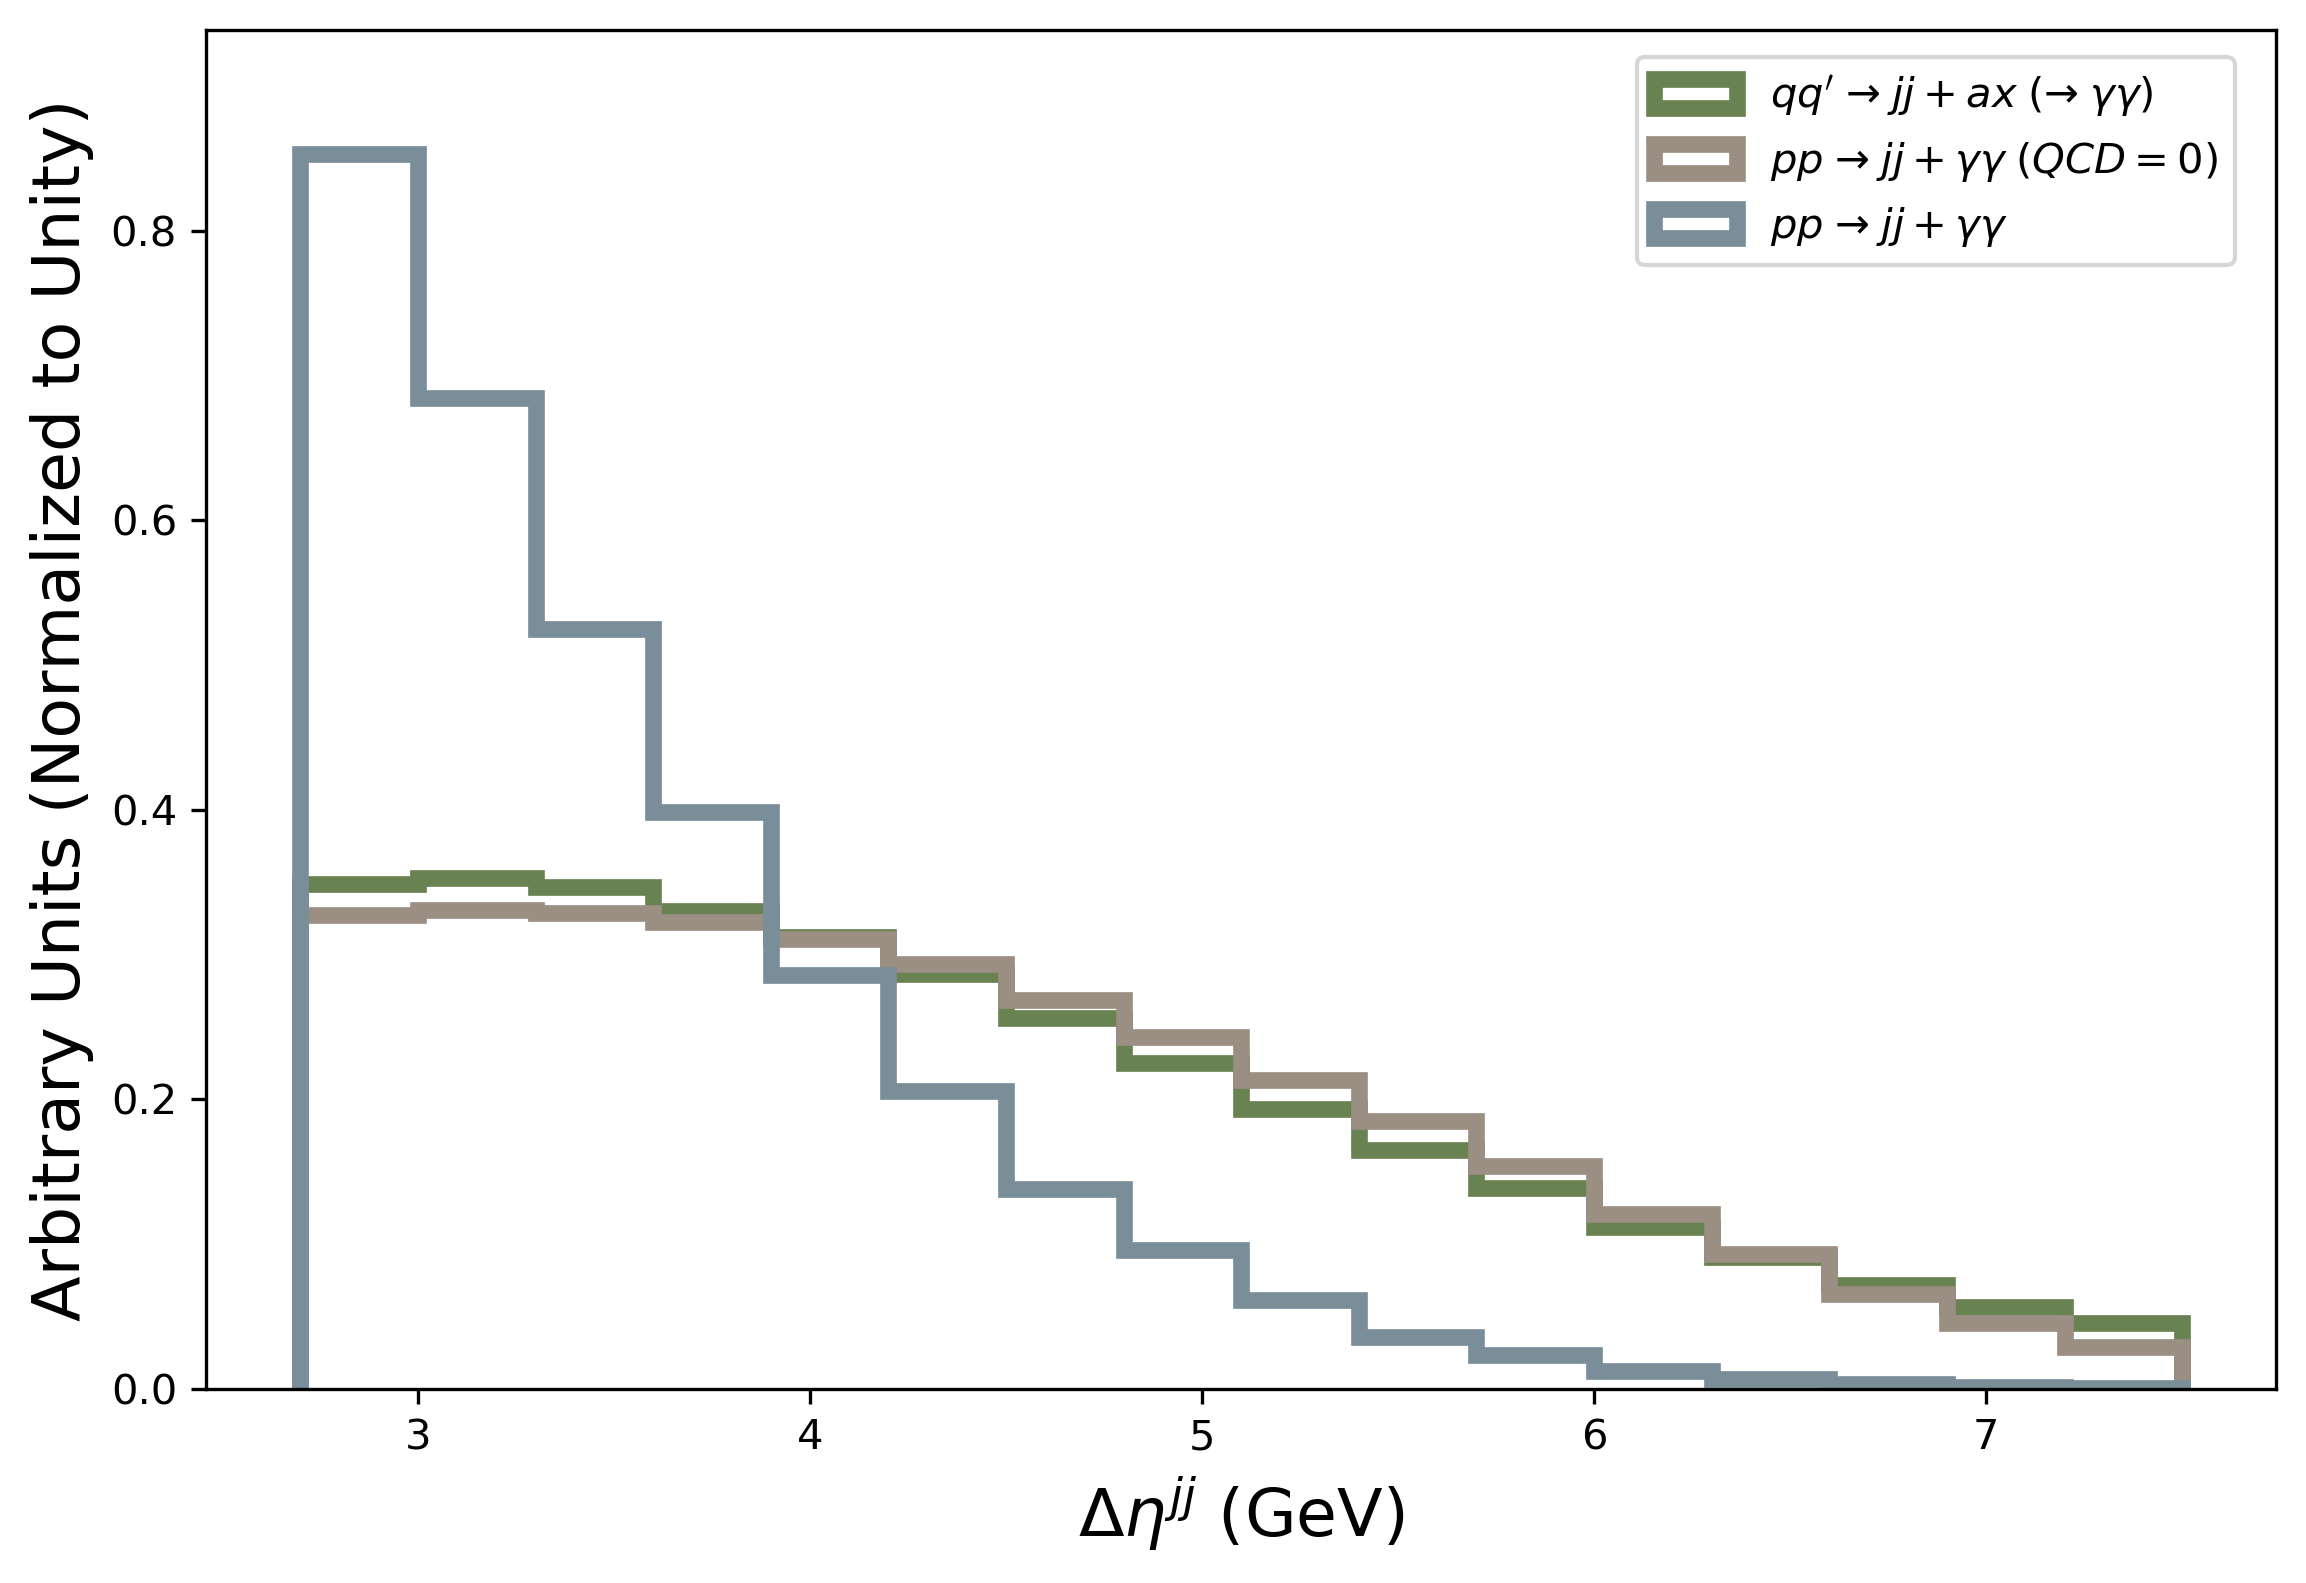 Arbitrary Units (Normalized to Unity)
0.8
0.6
0.4
0.2
0.0
3 4 5 6 7
Δη^{jj} (GeV)
qq′ → jj + ax (→ γγ)
pp → jj + γγ (QCD = 0)
pp → jj + γγ